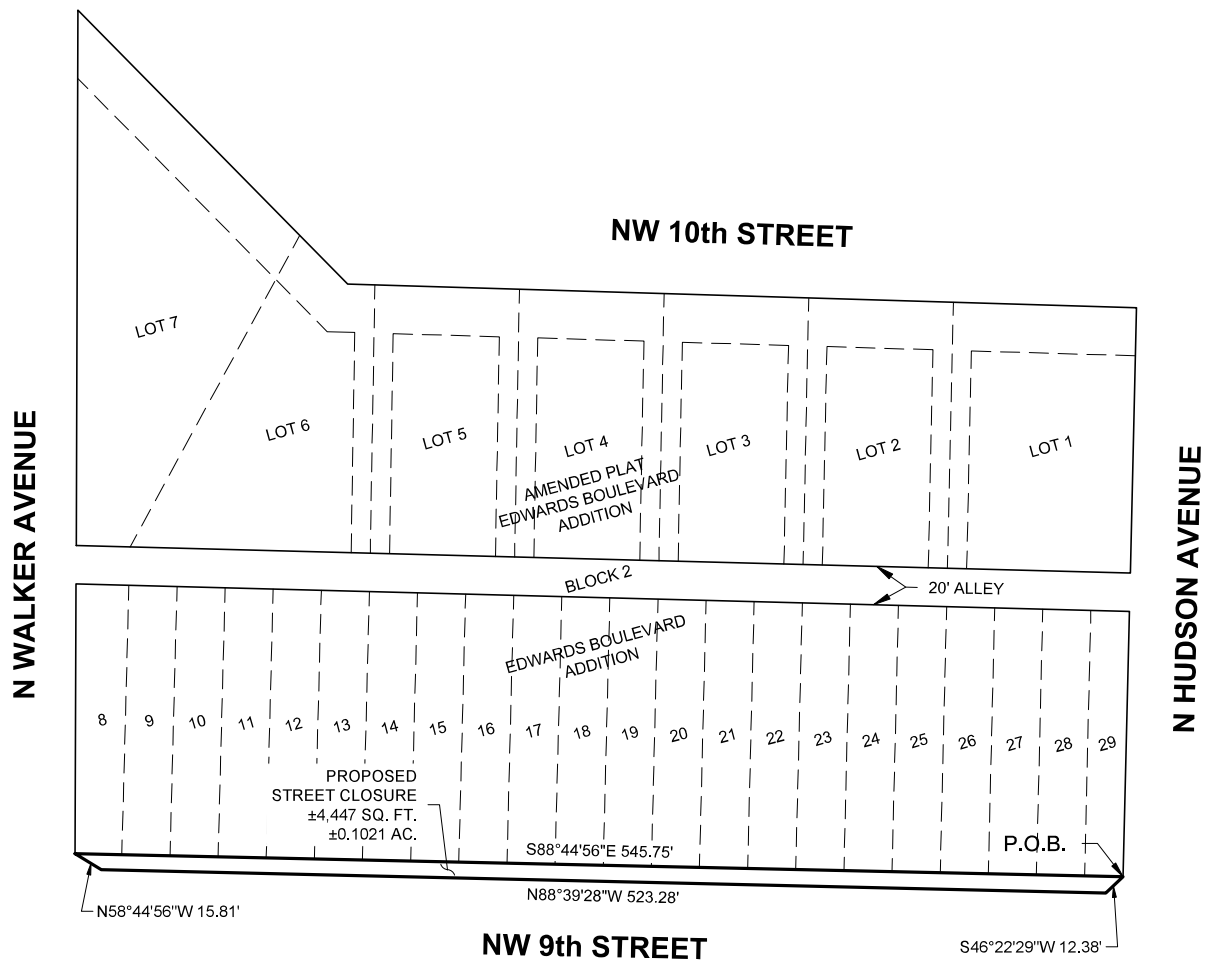 NW 10th STREET
N WALKER AVENUE
N HUDSON AVENUE
LOT 7
LOT 6
LOT 5
LOT 4
LOT 3
LOT 2
LOT 1
AMENDED PLAT
EDWARDS BOULEVARD
ADDITION
BLOCK 2
20' ALLEY
EDWARDS BOULEVARD
ADDITION
8 9 10 11 12 13 14 15 16 17 18 19 20 21 22 23 24 25 26 27 28 29
PROPOSED
STREET CLOSURE
±4,447 SQ. FT.
±0.1021 AC.
P.O.B.
S88°44'56"E 545.75'
N88°39'28"W 523.28'
N58°44'56"W 15.81'
S46°22'29"W 12.38'
NW 9th STREET